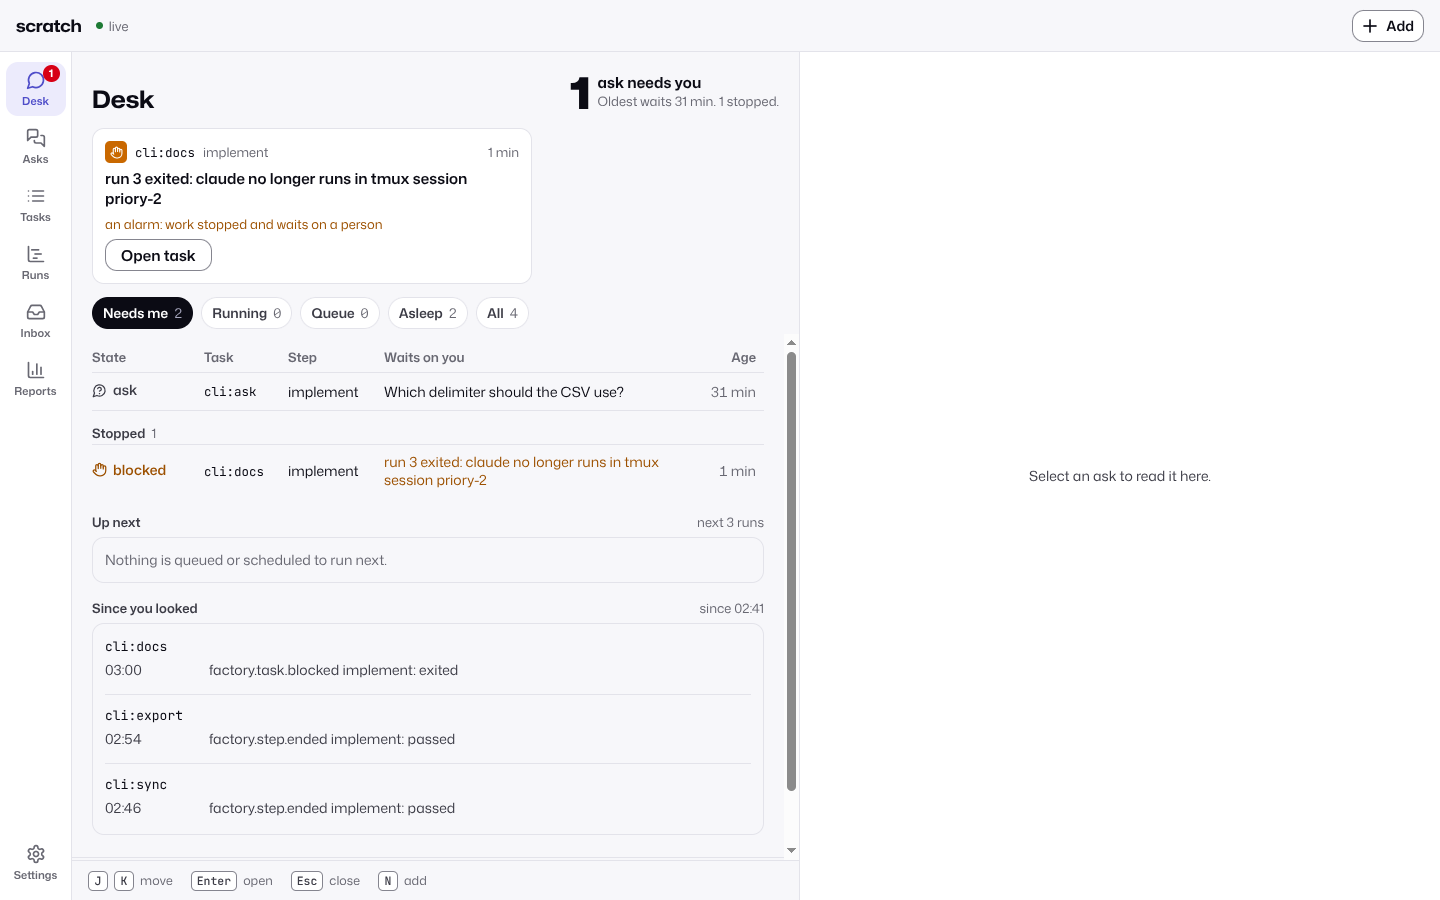 scratch
live
Add
1
Desk
Asks
Tasks
Runs
Inbox
Reports
Settings
Desk
1
ask needs you
Oldest waits 31 min. 1 stopped.
cli:docs implement 1 min
run 3 exited: claude no longer runs in tmux session
priory-2
an alarm: work stopped and waits on a person
Open task
Needs me 2
Running 0
Queue 0
Asleep 2
All 4
State Task Step Waits on you Age
ask cli:ask implement Which delimiter should the CSV use? 31 min
Stopped 1
blocked cli:docs implement run 3 exited: claude no longer runs in tmux
session priory-2 1 min
Up next next 3 runs
Nothing is queued or scheduled to run next.
Since you looked since 02:41
cli:docs
03:00 factory.task.blocked implement: exited
cli:export
02:54 factory.step.ended implement: passed
cli:sync
02:46 factory.step.ended implement: passed
J K move Enter open Esc close N add
Select an ask to read it here.